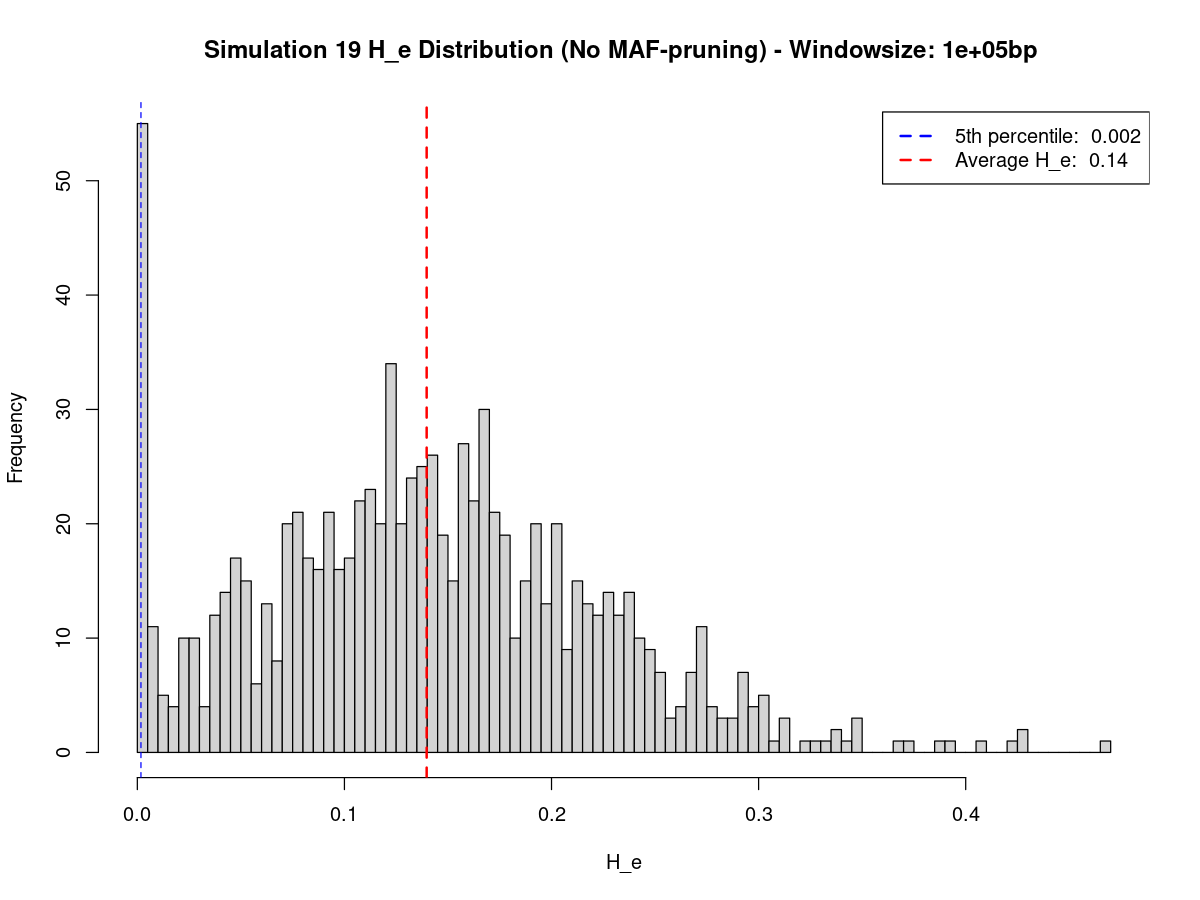 Simulation 19 H_e Distribution (No MAF-pruning) - Windowsize: 1e+05bp
5th percentile: 0.002
Average H_e: 0.14
Frequency
50
40
30
20
10
0
0.0 0.1 0.2 0.3 0.4
H_e